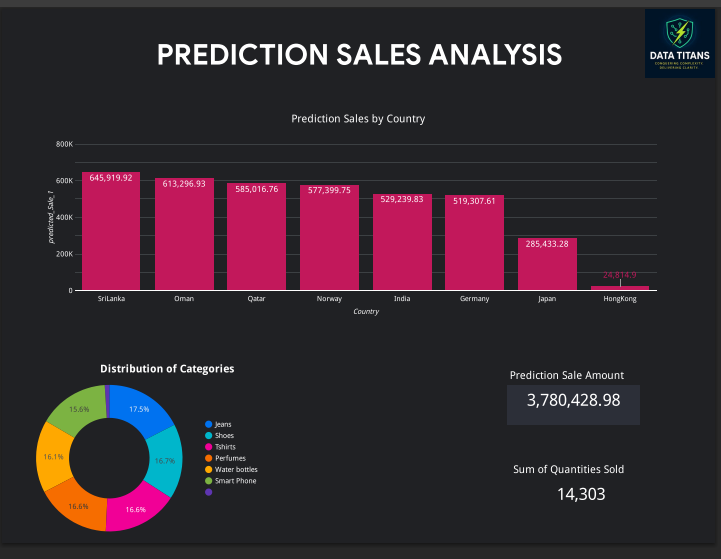 PREDICTION SALES ANALYSIS
DATA TITANS
CONQUERING COMPLEXITY
DELIVERING CLARITY
Prediction Sales by Country
predicted_Sale_1
800K
600K
400K
200K
0
645,919.92
613,296.93
585,016.76
577,399.75
529,239.83
519,307.61
285,433.28
24,814.9
SriLanka
Oman
Qatar
Norway
India
Germany
Japan
HongKong
Country
Distribution of Categories
17.5%
16.7%
16.6%
16.6%
16.1%
15.6%
Jeans
Shoes
Tshirts
Perfumes
Water bottles
Smart Phone
Prediction Sale Amount
3,780,428.98
Sum of Quantities Sold
14,303